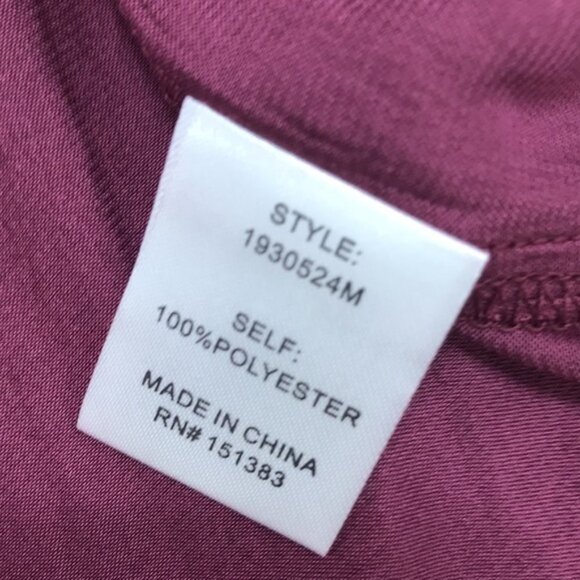 STYLE:
1930524M
SELF:
100%POLYESTER
MADE IN CHINA
RN# 151383